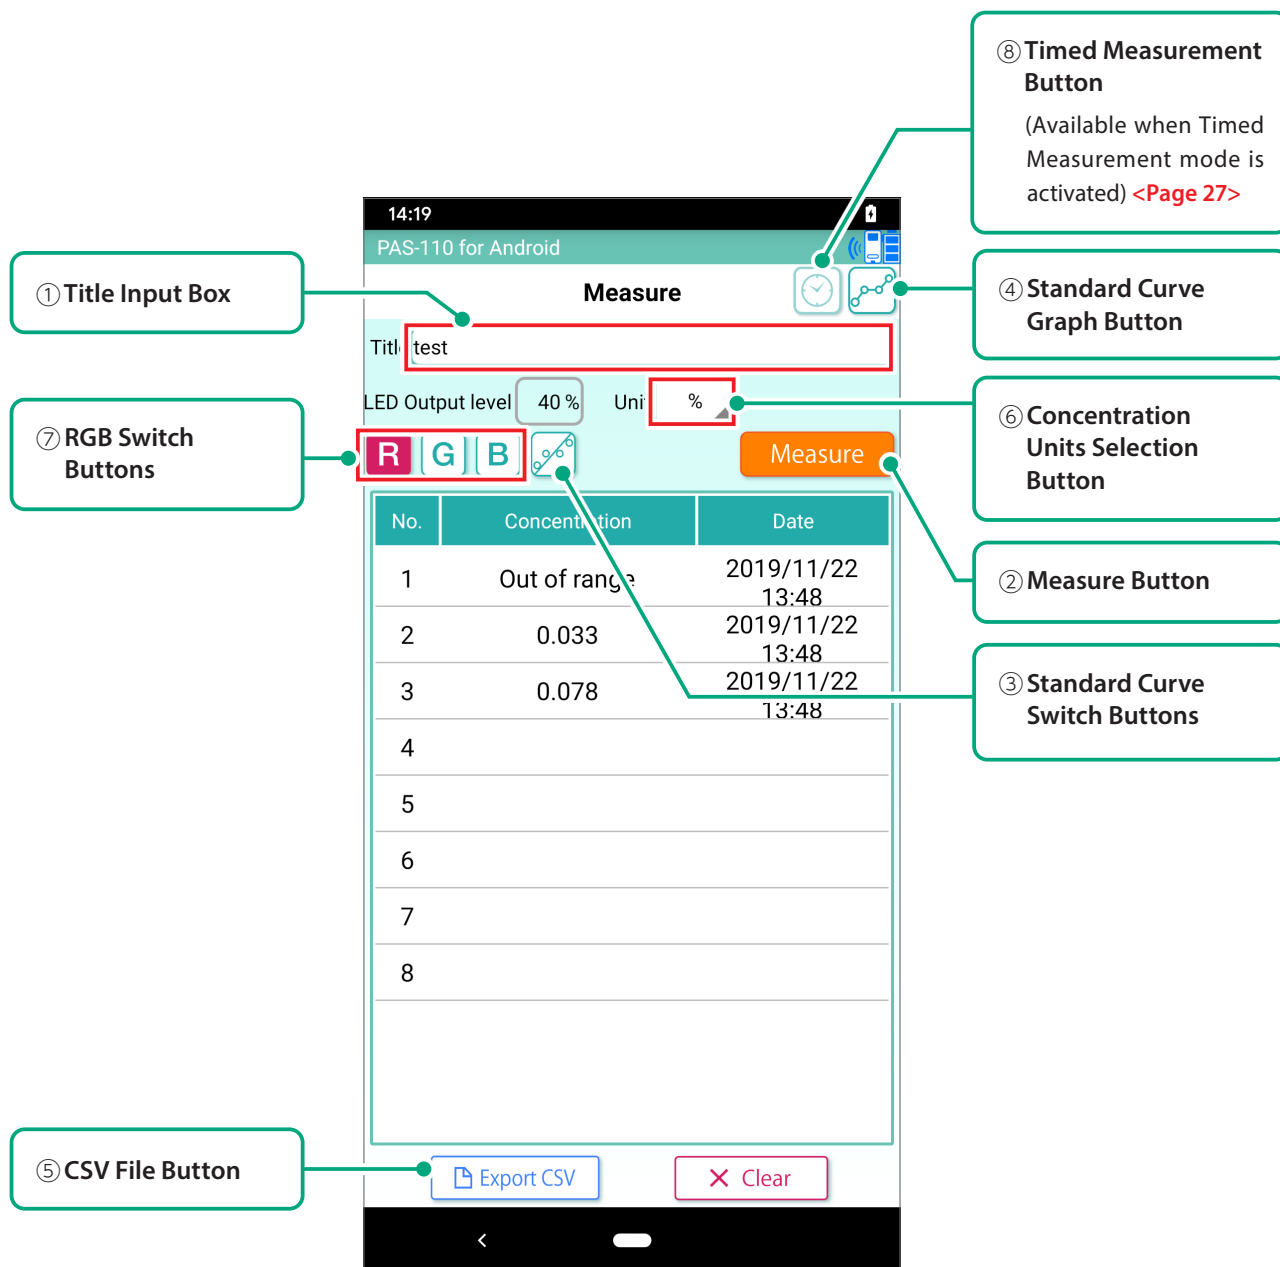 ⑧Timed Measurement
Button
(Available when Timed
Measurement mode is
activated) <Page 27>
14:19
PAS-110 for Android
①Title Input Box
Measure
④Standard Curve
Graph Button
Title test
LED Output level 40 % Uni %
⑥Concentration
Units Selection
Button
⑦RGB Switch
Buttons
R G B Measure
No. Concentration Date
1 Out of range 2019/11/22
13:48
②Measure Button
2 0.033 2019/11/22
13:48
3 0.078 2019/11/22
13:48
③Standard Curve
Switch Buttons
4
5
6
7
8
⑤CSV File Button
Export CSV Clear